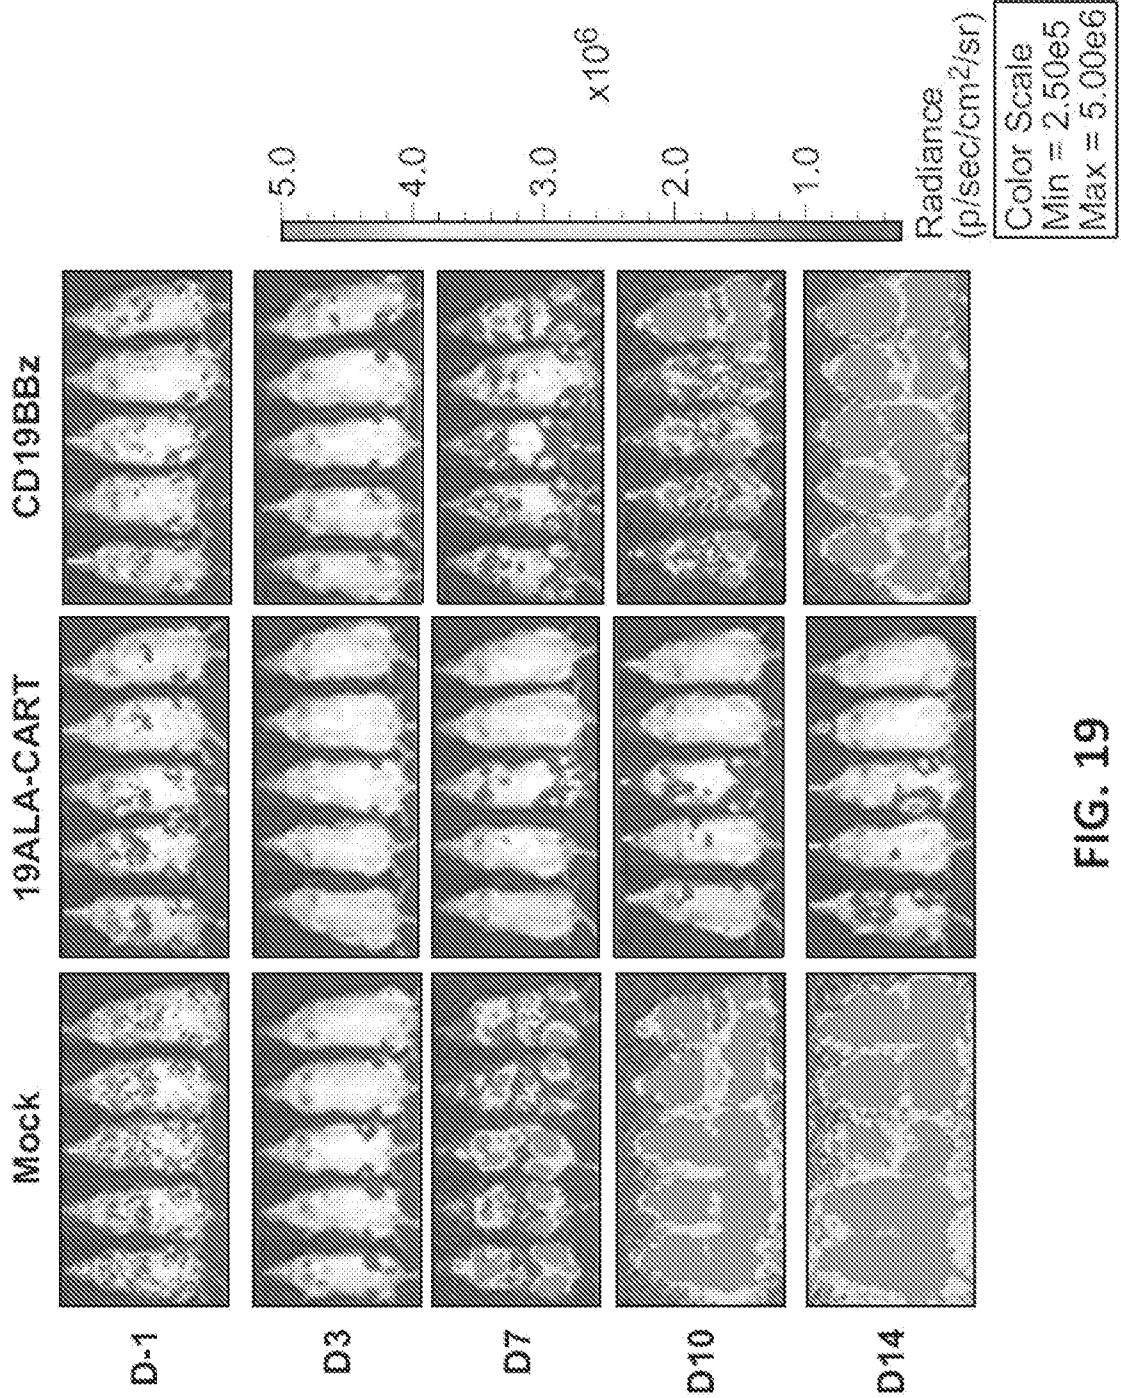 Mock
19ALA-CART
CD19BBz
D-1
D3
D7
D10
D14
5.0
4.0
3.0
2.0
1.0
x10⁶
Radiance
(p/sec/cm²/sr)
Color Scale
Min = 2.50e5
Max = 5.00e6
FIG. 19